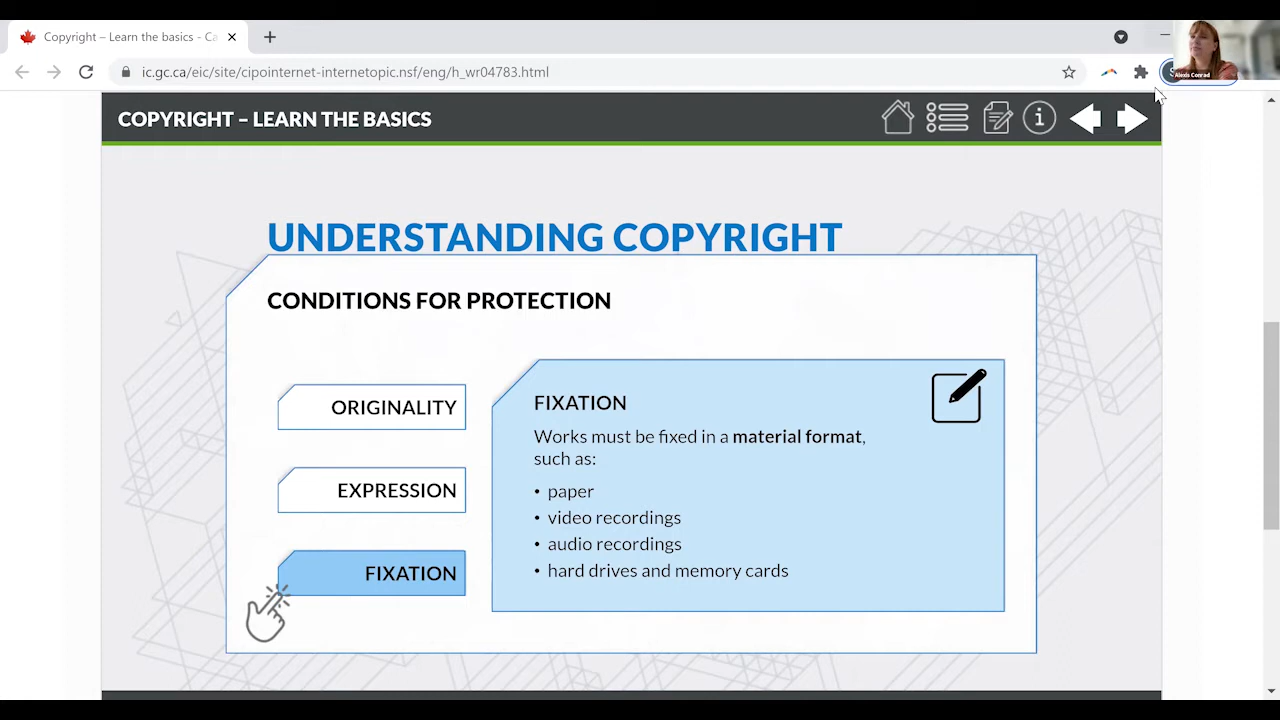 Copyright – Learn the basics - Ca
ic.gc.ca/eic/site/cipointernet-internetopic.nsf/eng/h_wr04783.html
Alexis Conrad
COPYRIGHT – LEARN THE BASICS
UNDERSTANDING COPYRIGHT
CONDITIONS FOR PROTECTION
ORIGINALITY
EXPRESSION
FIXATION
FIXATION
Works must be fixed in a material format,
such as:
• paper
• video recordings
• audio recordings
• hard drives and memory cards